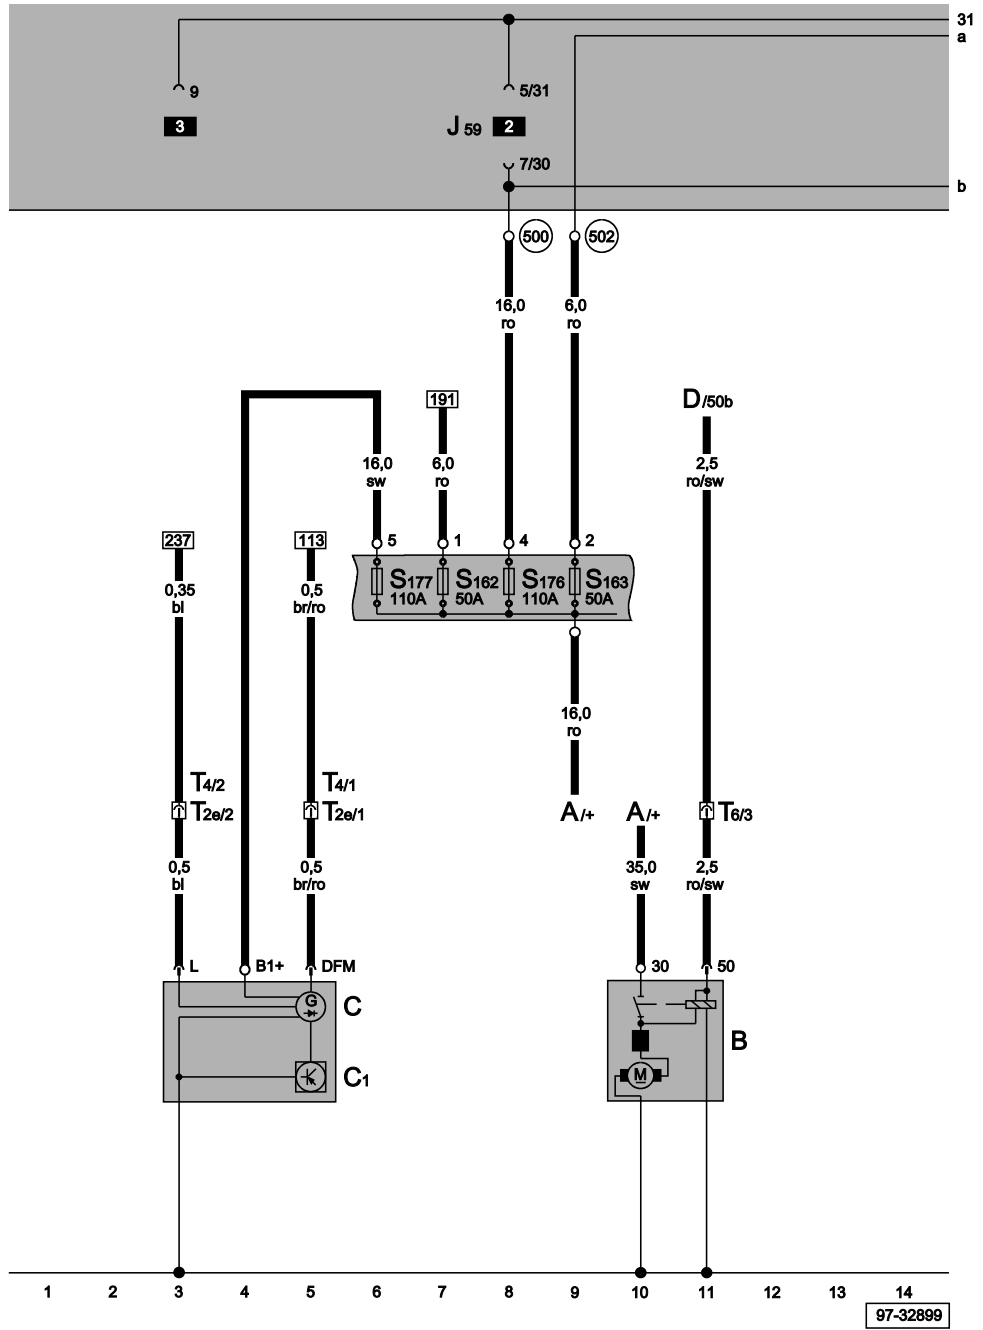 31
a
9
5/31
3
J 59
2
7/30
b
500
502
16,0
ro
6,0
ro
191
D/50b
16,0
sw
6,0
ro
2,5
ro/sw
237
113
5
1
4
2
0,35
bl
0,5
br/ro
S177
110A
S162
50A
S176
110A
S163
50A
16,0
ro
T4/2
T2e/2
T4/1
T2e/1
A/+
A/+
T6/3
0,5
bl
0,5
br/ro
35,0
sw
2,5
ro/sw
L
B1+
DFM
30
50
G
C
C1
B
M
1 2 3 4 5 6 7 8 9 10 11 12 13 14
97-32899